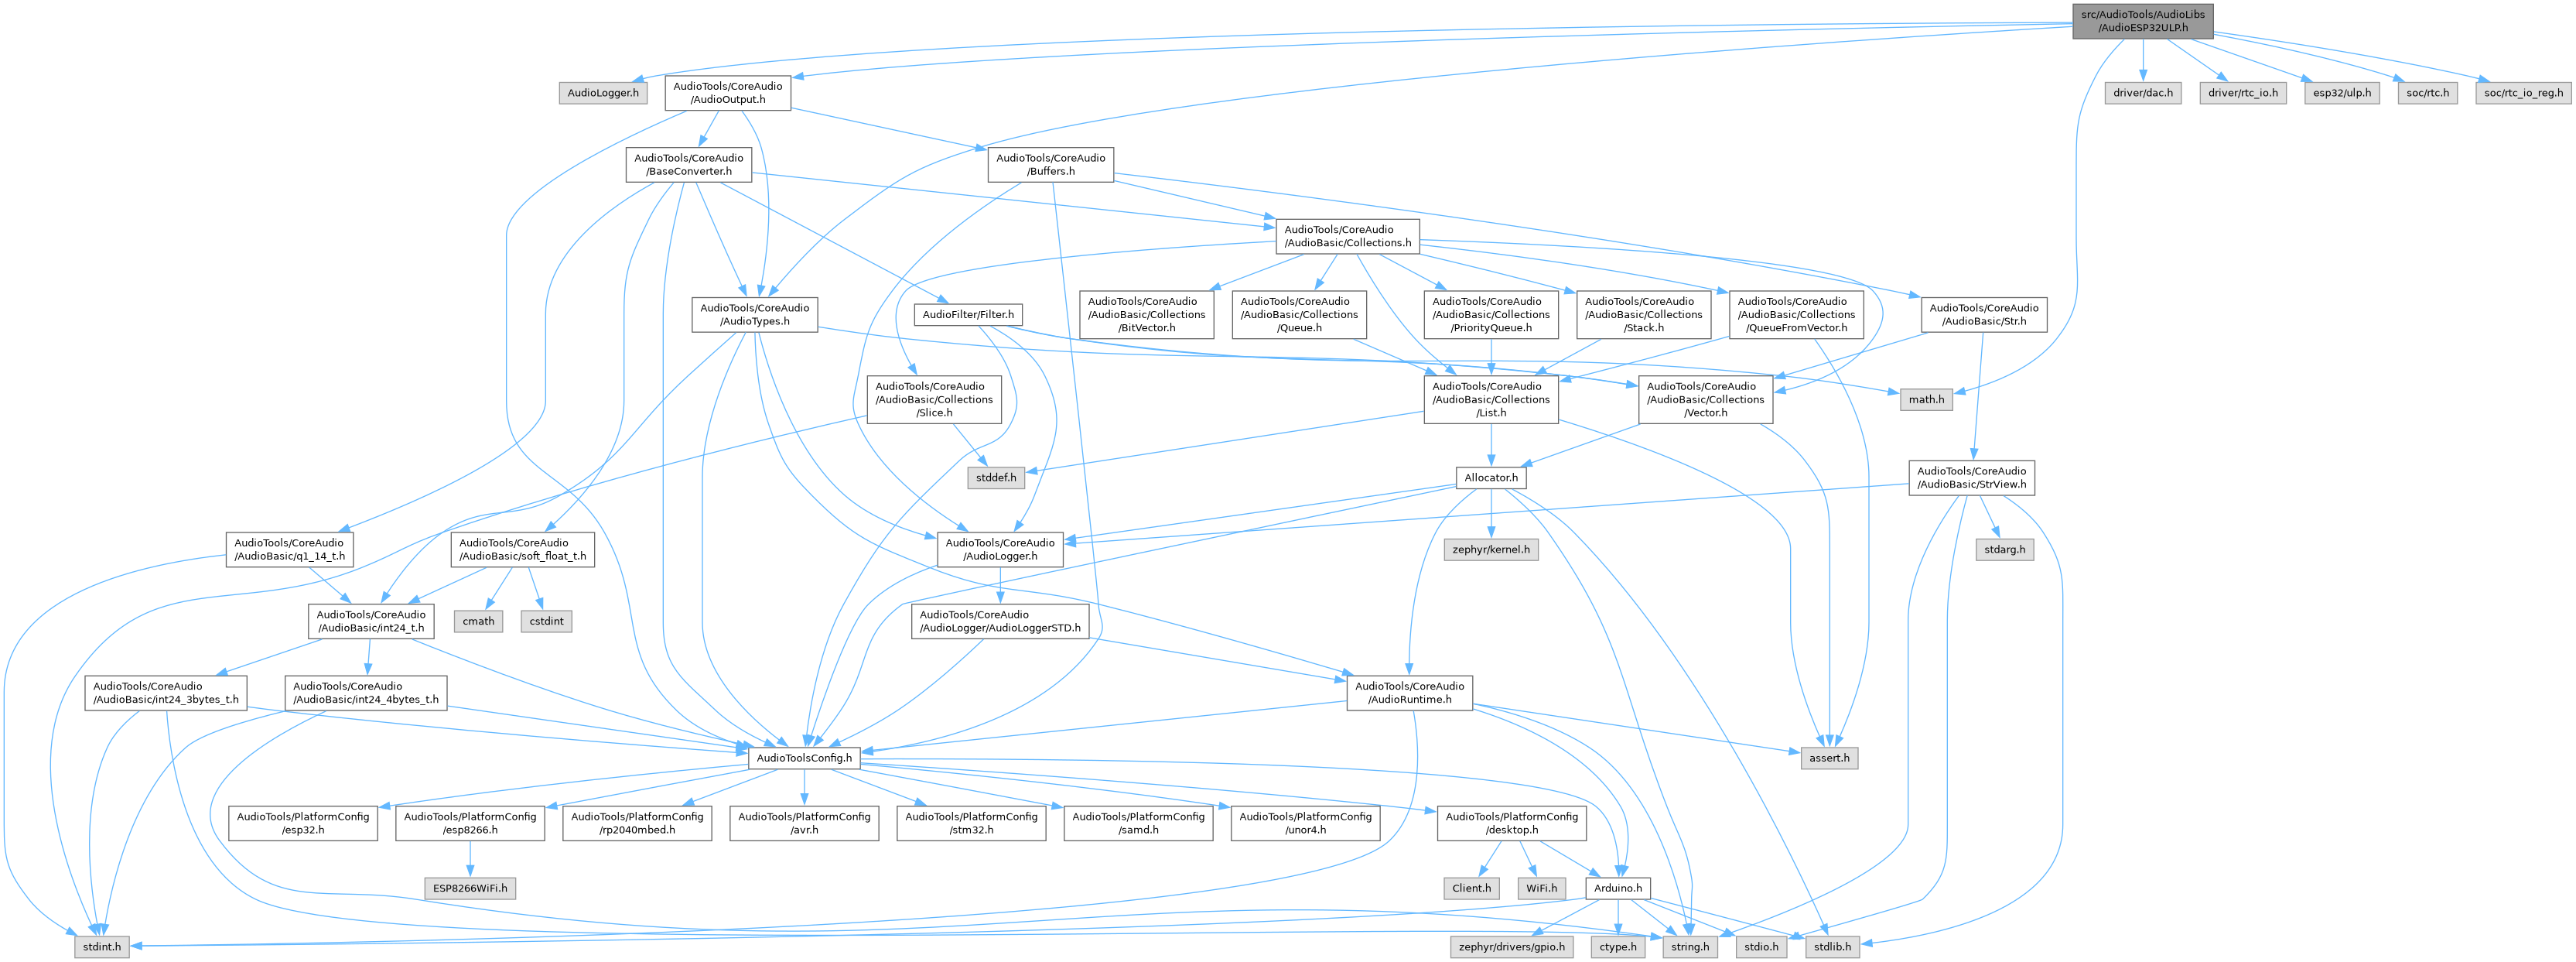 src/AudioTools/AudioLibs
/AudioESP32ULP.h
AudioLogger.h
AudioTools/CoreAudio
/AudioOutput.h
driver/dac.h
driver/rtc_io.h
esp32/ulp.h
soc/rtc.h
soc/rtc_io_reg.h
AudioTools/CoreAudio
/BaseConverter.h
AudioTools/CoreAudio
/Buffers.h
AudioTools/CoreAudio
/AudioBasic/Collections.h
AudioTools/CoreAudio
/AudioTypes.h
AudioFilter/Filter.h
AudioTools/CoreAudio
/AudioBasic/Collections
/BitVector.h
AudioTools/CoreAudio
/AudioBasic/Collections
/Queue.h
AudioTools/CoreAudio
/AudioBasic/Collections
/PriorityQueue.h
AudioTools/CoreAudio
/AudioBasic/Collections
/Stack.h
AudioTools/CoreAudio
/AudioBasic/Collections
/QueueFromVector.h
AudioTools/CoreAudio
/AudioBasic/Str.h
AudioTools/CoreAudio
/AudioBasic/Collections
/Slice.h
AudioTools/CoreAudio
/AudioBasic/Collections
/List.h
AudioTools/CoreAudio
/AudioBasic/Collections
/Vector.h
math.h
stddef.h
Allocator.h
AudioTools/CoreAudio
/AudioBasic/StrView.h
AudioTools/CoreAudio
/AudioBasic/q1_14_t.h
AudioTools/CoreAudio
/AudioBasic/soft_float_t.h
AudioTools/CoreAudio
/AudioLogger.h
zephyr/kernel.h
stdarg.h
AudioTools/CoreAudio
/AudioBasic/int24_t.h
cmath
cstdint
AudioTools/CoreAudio
/AudioLogger/AudioLoggerSTD.h
AudioTools/CoreAudio
/AudioBasic/int24_3bytes_t.h
AudioTools/CoreAudio
/AudioBasic/int24_4bytes_t.h
AudioTools/CoreAudio
/AudioRuntime.h
AudioToolsConfig.h
assert.h
AudioTools/PlatformConfig
/esp32.h
AudioTools/PlatformConfig
/esp8266.h
AudioTools/PlatformConfig
/rp2040mbed.h
AudioTools/PlatformConfig
/avr.h
AudioTools/PlatformConfig
/stm32.h
AudioTools/PlatformConfig
/samd.h
AudioTools/PlatformConfig
/unor4.h
AudioTools/PlatformConfig
/desktop.h
ESP8266WiFi.h
Client.h
WiFi.h
Arduino.h
stdint.h
zephyr/drivers/gpio.h
ctype.h
string.h
stdio.h
stdlib.h